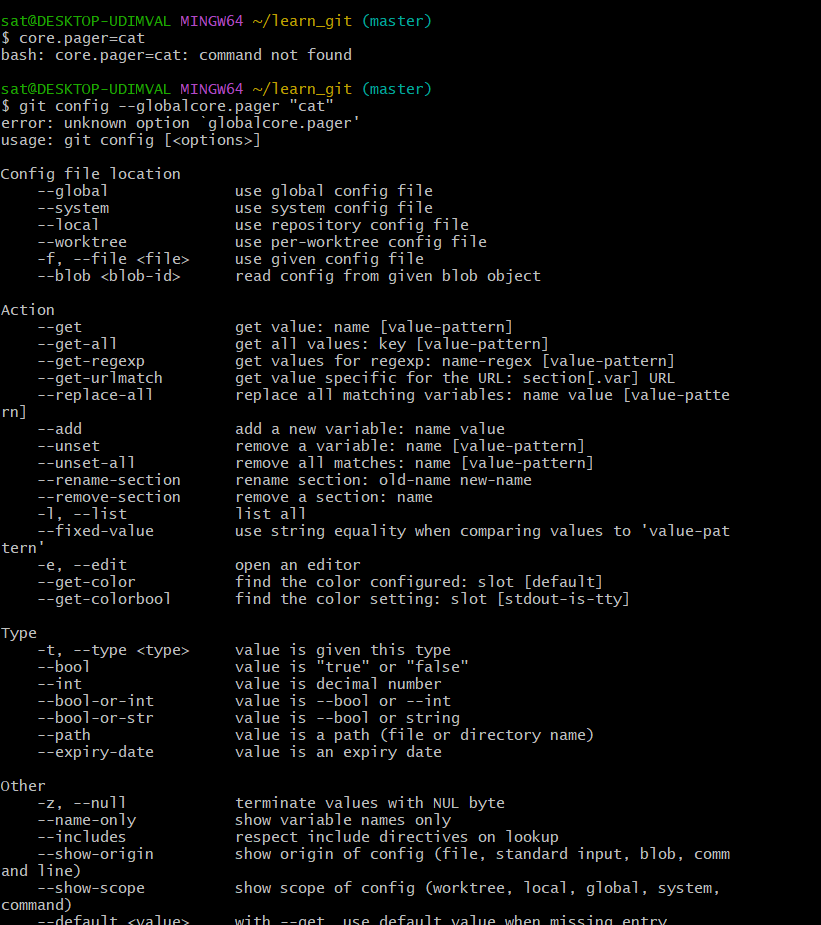 sat@DESKTOP-UDIMVAL MINGW64 ~/learn_git (master)
$ core.pager=cat
bash: core.pager=cat: command not found
sat@DESKTOP-UDIMVAL MINGW64 ~/learn_git (master)
$ git config --globalcore.pager "cat"
error: unknown option `globalcore.pager'
usage: git config [<options>]
Config file location
    --global              use global config file
    --system              use system config file
    --local               use repository config file
    --worktree            use per-worktree config file
    -f, --file <file>     use given config file
    --blob <blob-id>      read config from given blob object
Action
    --get                 get value: name [value-pattern]
    --get-all             get all values: key [value-pattern]
    --get-regexp          get values for regexp: name-regex [value-pattern]
    --get-urlmatch        get value specific for the URL: section[.var] URL
    --replace-all         replace all matching variables: name value [value-patte
rn]
    --add                 add a new variable: name value
    --unset               remove a variable: name [value-pattern]
    --unset-all           remove all matches: name [value-pattern]
    --rename-section      rename section: old-name new-name
    --remove-section      remove a section: name
    -l, --list            list all
    --fixed-value         use string equality when comparing values to 'value-pat
tern'
    -e, --edit            open an editor
    --get-color           find the color configured: slot [default]
    --get-colorbool       find the color setting: slot [stdout-is-tty]
Type
    -t, --type <type>     value is given this type
    --bool                value is "true" or "false"
    --int                 value is decimal number
    --bool-or-int         value is --bool or --int
    --bool-or-str         value is --bool or string
    --path                value is a path (file or directory name)
    --expiry-date         value is an expiry date
Other
    -z, --null            terminate values with NUL byte
    --name-only           show variable names only
    --includes            respect include directives on lookup
    --show-origin         show origin of config (file, standard input, blob, comm
and line)
    --show-scope          show scope of config (worktree, local, global, system,
command)
    --default <value>     with --get, use default value when missing entry